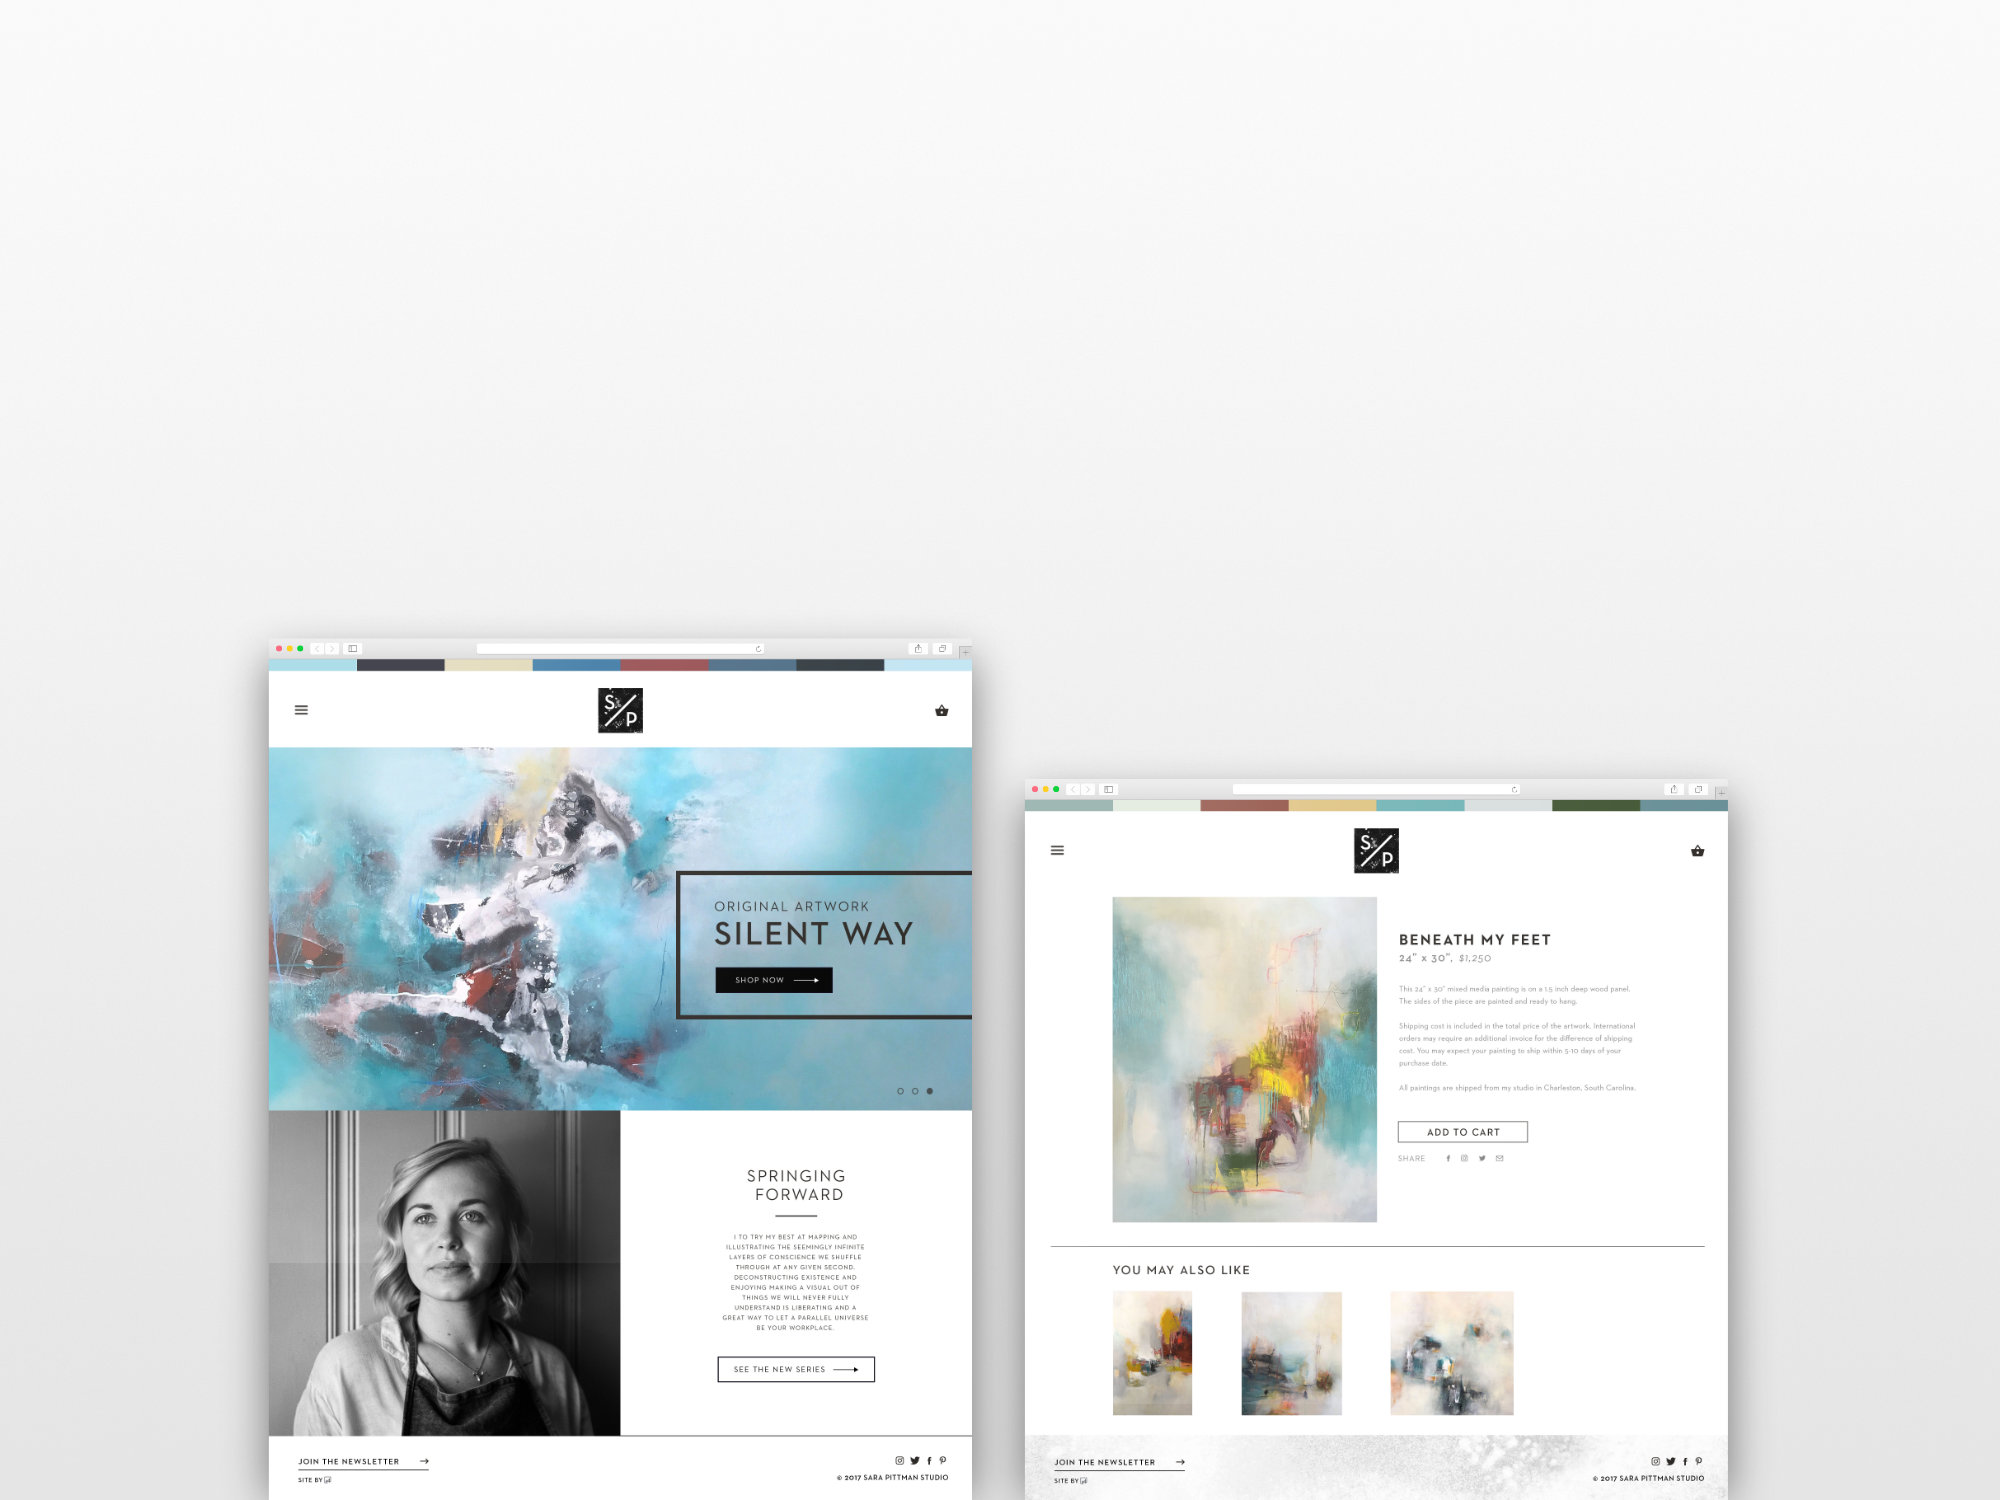 S/P
ORIGINAL ARTWORK
SILENT WAY
SHOP NOW
SPRINGING
FORWARD
I TO TRY MY BEST AT MAPPING AND
ILLUSTRATING THE SEEMINGLY INFINITE
LAYERS OF CONSCIENCE WE SHUFFLE
THROUGH AT ANY GIVEN SECOND.
DECONSTRUCTING EXISTENCE AND
ENJOYING MAKING A VISUAL OUT OF
THINGS WE WILL NEVER FULLY
UNDERSTAND IS LIBERATING AND A
GREAT WAY TO LET A PARALLEL UNIVERSE
BE YOUR WORKPLACE.
SEE THE NEW SERIES
JOIN THE NEWSLETTER
SITE BY
© 2017 SARA PITTMAN STUDIO
S/P
BENEATH MY FEET
24" x 30", $1,250
This 24" x 30" mixed media painting is on a 1.5 inch deep wood panel.
The sides of the piece are painted and ready to hang.
Shipping cost is included in the total price of the artwork. International
orders may require an additional invoice for the difference of shipping
cost. You may expect your painting to ship within 5-10 days of your
purchase date.
All paintings are shipped from my studio in Charleston, South Carolina.
ADD TO CART
SHARE
YOU MAY ALSO LIKE
JOIN THE NEWSLETTER
SITE BY
© 2017 SARA PITTMAN STUDIO